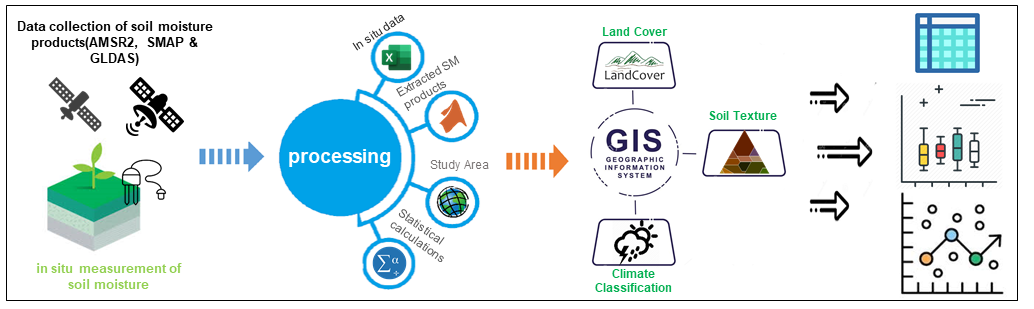 Data collection of soil moisture
products(AMSR2, SMAP &
GLDAS)
in situ measurement of
soil moisture
processing
In situ data
Extracted SM
products
Study Area
Statistical
calculations
Σα
+
Land Cover
LandCover
GIS
GEOGRAPHIC
INFORMATION
SYSTEM
Soil Texture
Climate
Classification